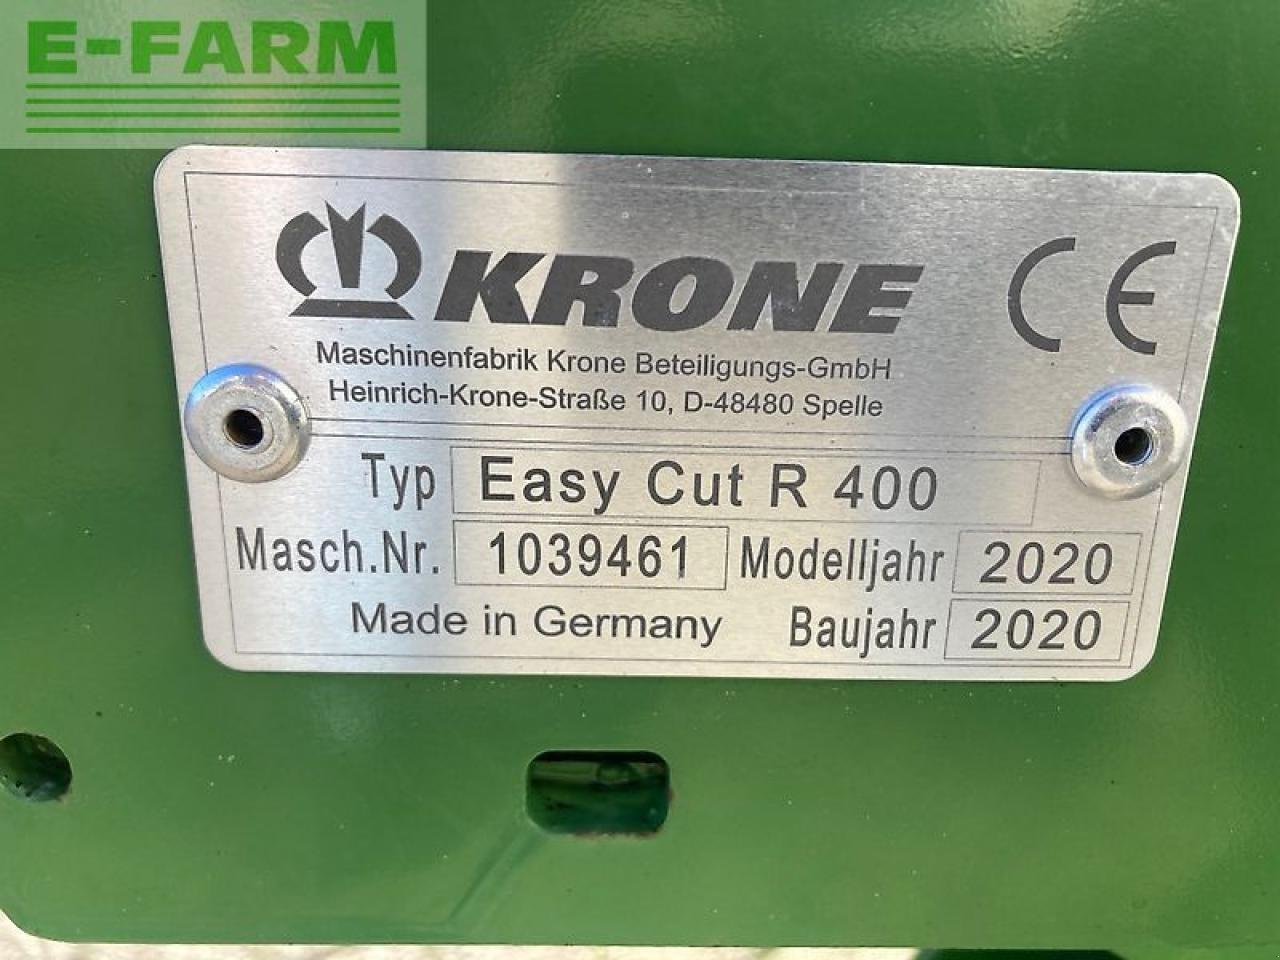 E-FARM
KRONE CE
Maschinenfabrik Krone Beteiligungs-GmbH
Heinrich-Krone-Straße 10, D-48480 Spelle
Typ Easy Cut R 400
Masch.Nr. 1039461 Modelljahr 2020
Made in Germany Baujahr 2020